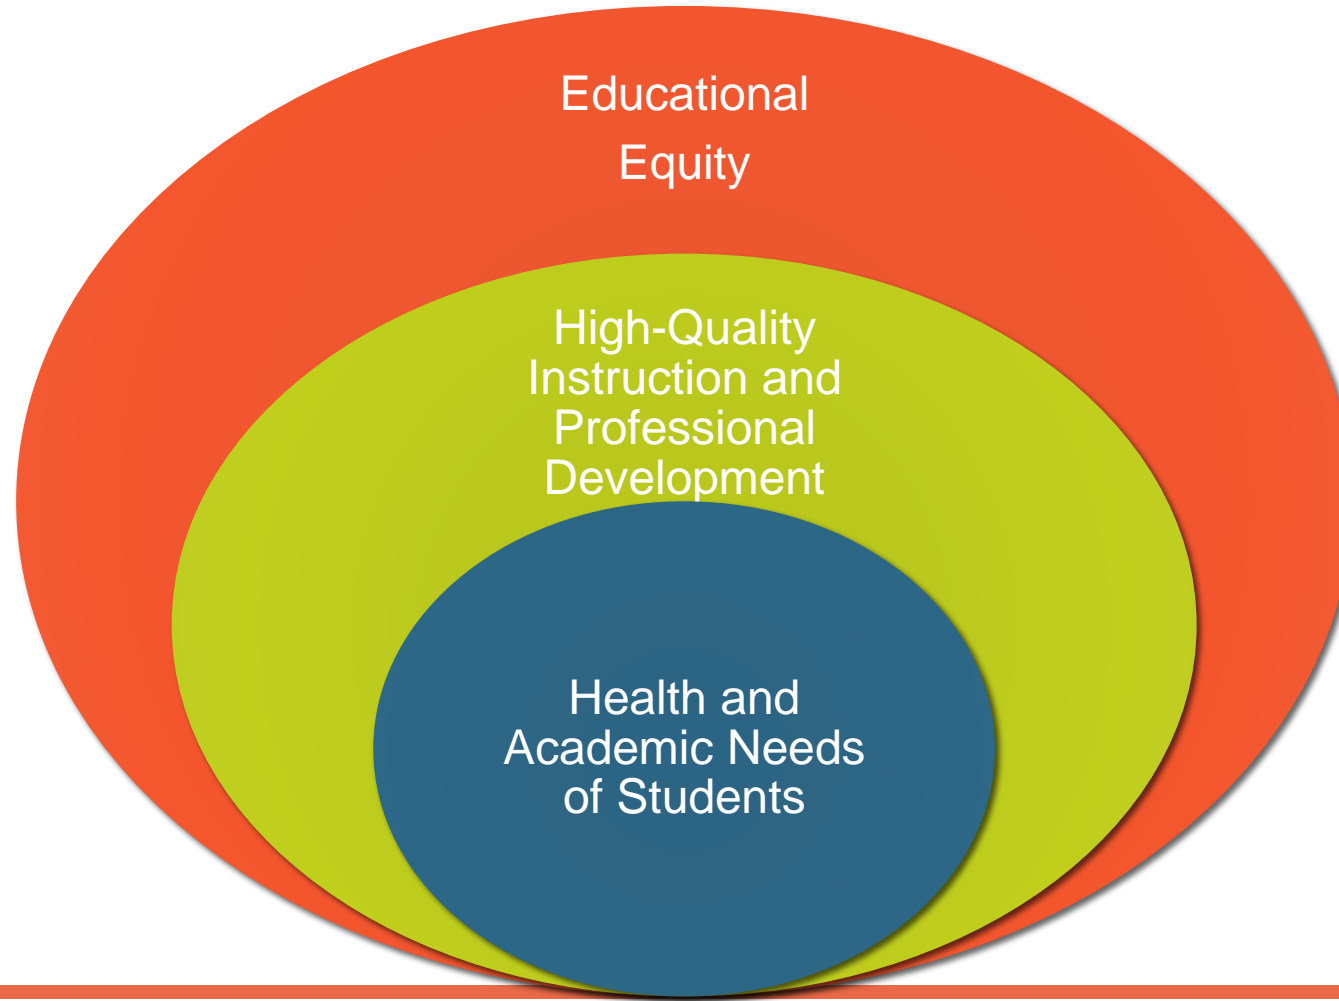 Educational
Equity
High-Quality
Instruction and
Professional
Development
Health and
Academic Needs
of Students